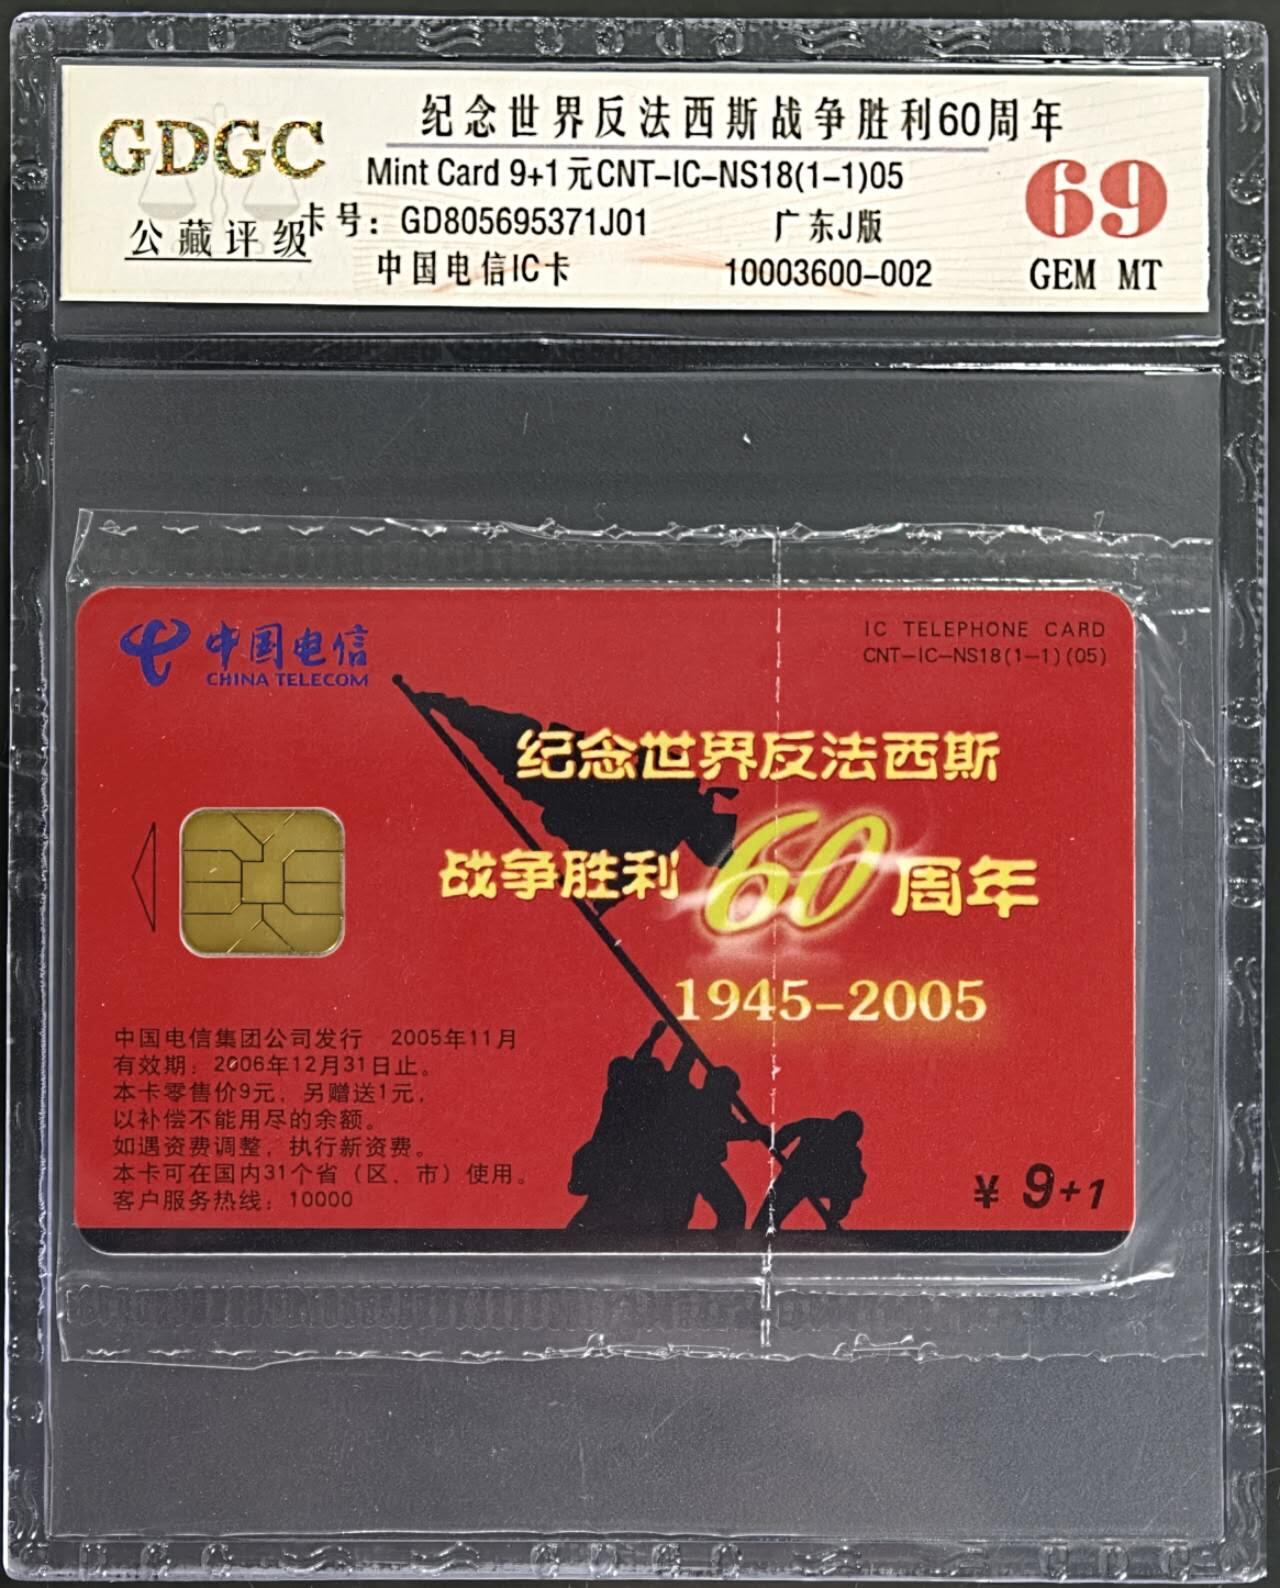 GDGC
公藏评级
纪念世界反法西斯战争胜利60周年
Mint Card 9+1元CNT-IC-NS18(1-1)05
卡号：GD805695371J01 广东J版
中国电信IC卡 10003600-002
69
GEM MT
中国电信
CHINA TELECOM
IC TELEPHONE CARD
CNT-IC-NS18(1-1)(05)
纪念世界反法西斯
战争胜利60周年
1945-2005
中国电信集团公司发行 2005年11月
有效期：2006年12月31日止。
本卡零售价9元，另赠送1元，
以补偿不能用尽的余额。
如遇资费调整，执行新资费。
本卡可在国内31个省（区、市）使用。
客户服务热线：10000
¥ 9+1